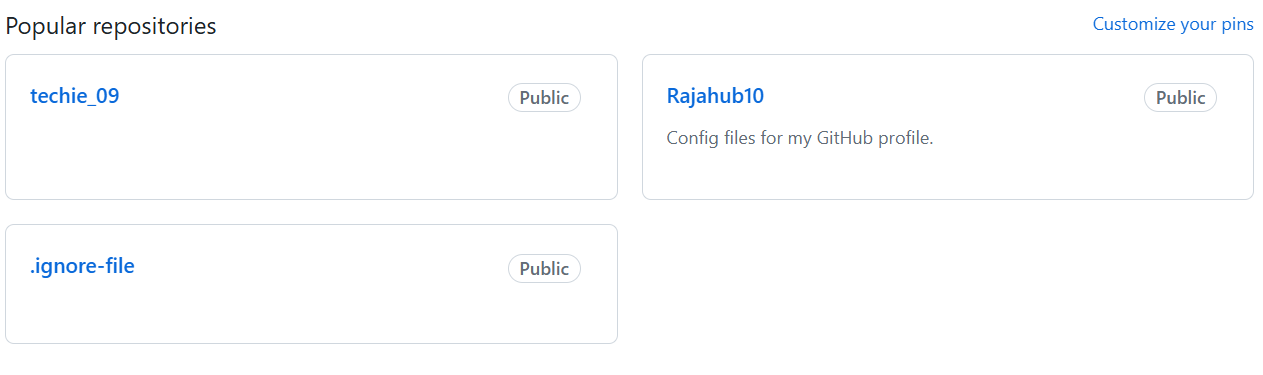 Popular repositories
Customize your pins
techie_09
Public
Rajahub10
Public
Config files for my GitHub profile.
.ignore-file
Public